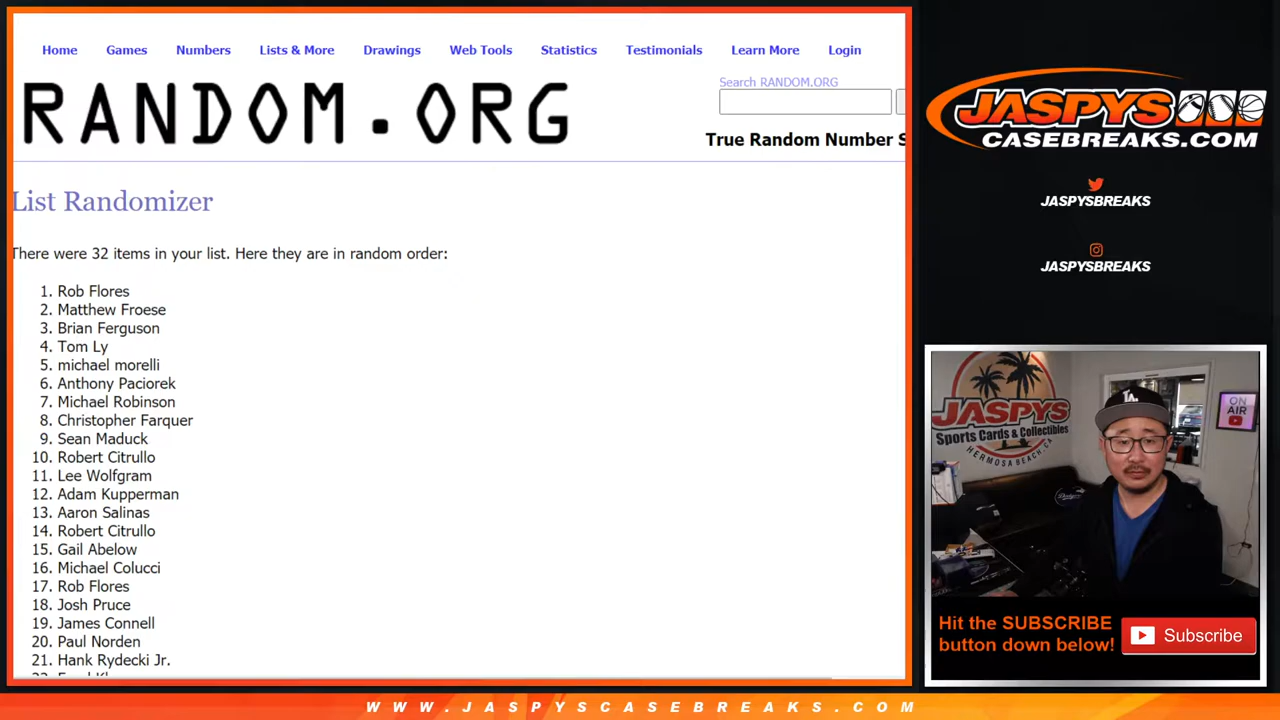 Home Games Numbers Lists & More Drawings Web Tools Statistics Testimonials Learn More Login
RANDOM.ORG
Search RANDOM.ORG
True Random Number S
List Randomizer
There were 32 items in your list. Here they are in random order:
1. Rob Flores
2. Matthew Froese
3. Brian Ferguson
4. Tom Ly
5. michael morelli
6. Anthony Paciorek
7. Michael Robinson
8. Christopher Farquer
9. Sean Maduck
10. Robert Citrullo
11. Lee Wolfgram
12. Adam Kupperman
13. Aaron Salinas
14. Robert Citrullo
15. Gail Abelow
16. Michael Colucci
17. Rob Flores
18. Josh Pruce
19. James Connell
20. Paul Norden
21. Hank Rydecki Jr.
JASPYS
CASEBREAKS.COM
JASPYSBREAKS
JASPYSBREAKS
JASPYS
Sports Cards & Collectibles
HERMOSA BEACH, CA
LA
ON
AIR
Dodgers
Hit the SUBSCRIBE
button down below!
Subscribe
WWW.JASPYSCASEBREAKS.COM